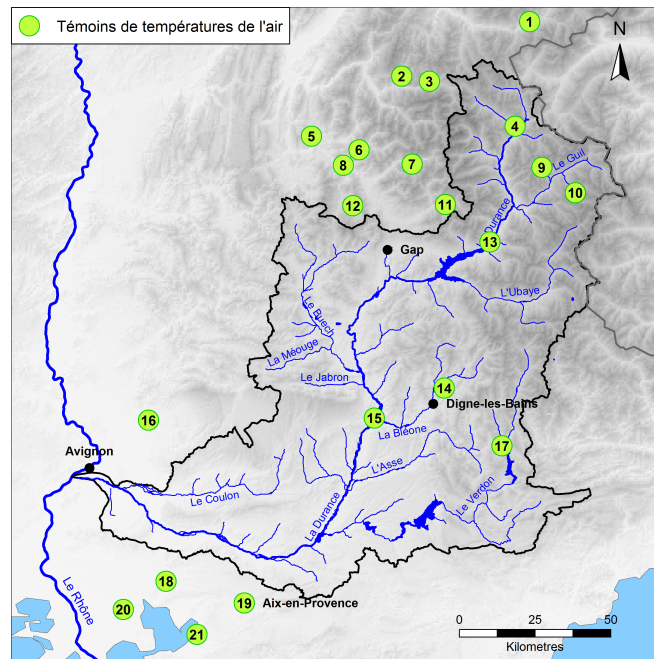 Témoins de températures de l'air
1
N
2
3
4
5
6
7
8
9
Le Guil
10
11
12
Durance
13
Gap
L'Ubaye
Le Buech
La Méouge
Le Jabron
14
Digne-les-Bains
15
16
La Bléone
17
Avignon
L'Asse
Le Coulon
La Durance
Le Verdon
Le Rhône
18
19
Aix-en-Provence
20
21
0 25 50
Kilometres